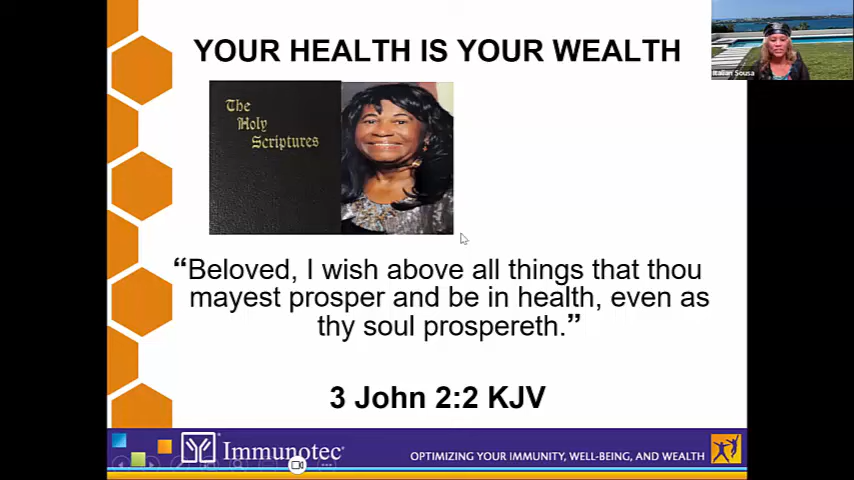 YOUR HEALTH IS YOUR WEALTH
The
Holy
Scriptures
“Beloved, I wish above all things that thou
mayest prosper and be in health, even as
thy soul prospereth.”
3 John 2:2 KJV
Immunotec
OPTIMIZING YOUR IMMUNITY, WELL-BEING, AND WEALTH
Sousa